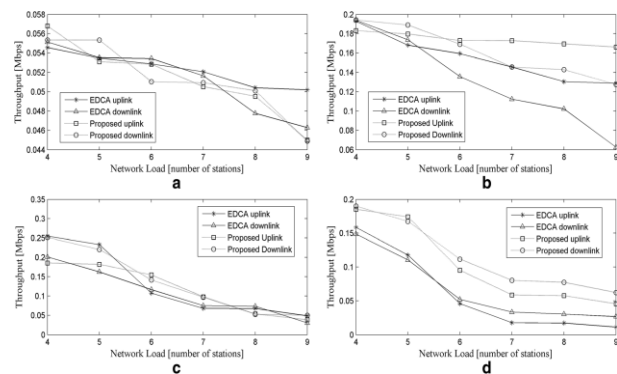 Throughput [Mbps]
0.058
0.056
0.054
0.052
0.05
0.048
0.046
0.044
EDCA uplink
EDCA downlink
Proposed uplink
Proposed downlink
4 5 6 7 8 9
Network Load [number of stations]
a
Throughput [Mbps]
0.2
0.18
0.16
0.14
0.12
0.1
0.08
0.06
EDCA uplink
EDCA downlink
Proposed Uplink
Proposed Downlink
4 5 6 7 8 9
Network Load [number of stations]
b
Throughput [Mbps]
0.35
0.3
0.25
0.2
0.15
0.1
0.05
0
EDCA uplink
EDCA downlink
Proposed Uplink
Proposed Downlink
4 5 6 7 8 9
Network Load [number of stations]
c
Throughput [Mbps]
0.2
0.15
0.1
0.05
0
EDCA uplink
EDCA downlink
Proposed uplink
Proposed downlink
4 5 6 7 8 9
Network Load [number of stations]
d